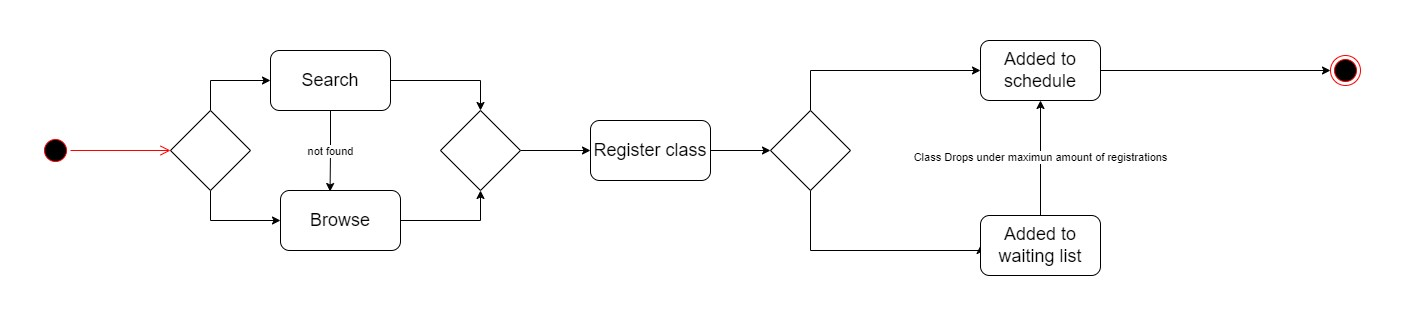 Search
not found
Browse
Register class
Added to
schedule
Class Drops under maximun amount of registrations
Added to
waiting list